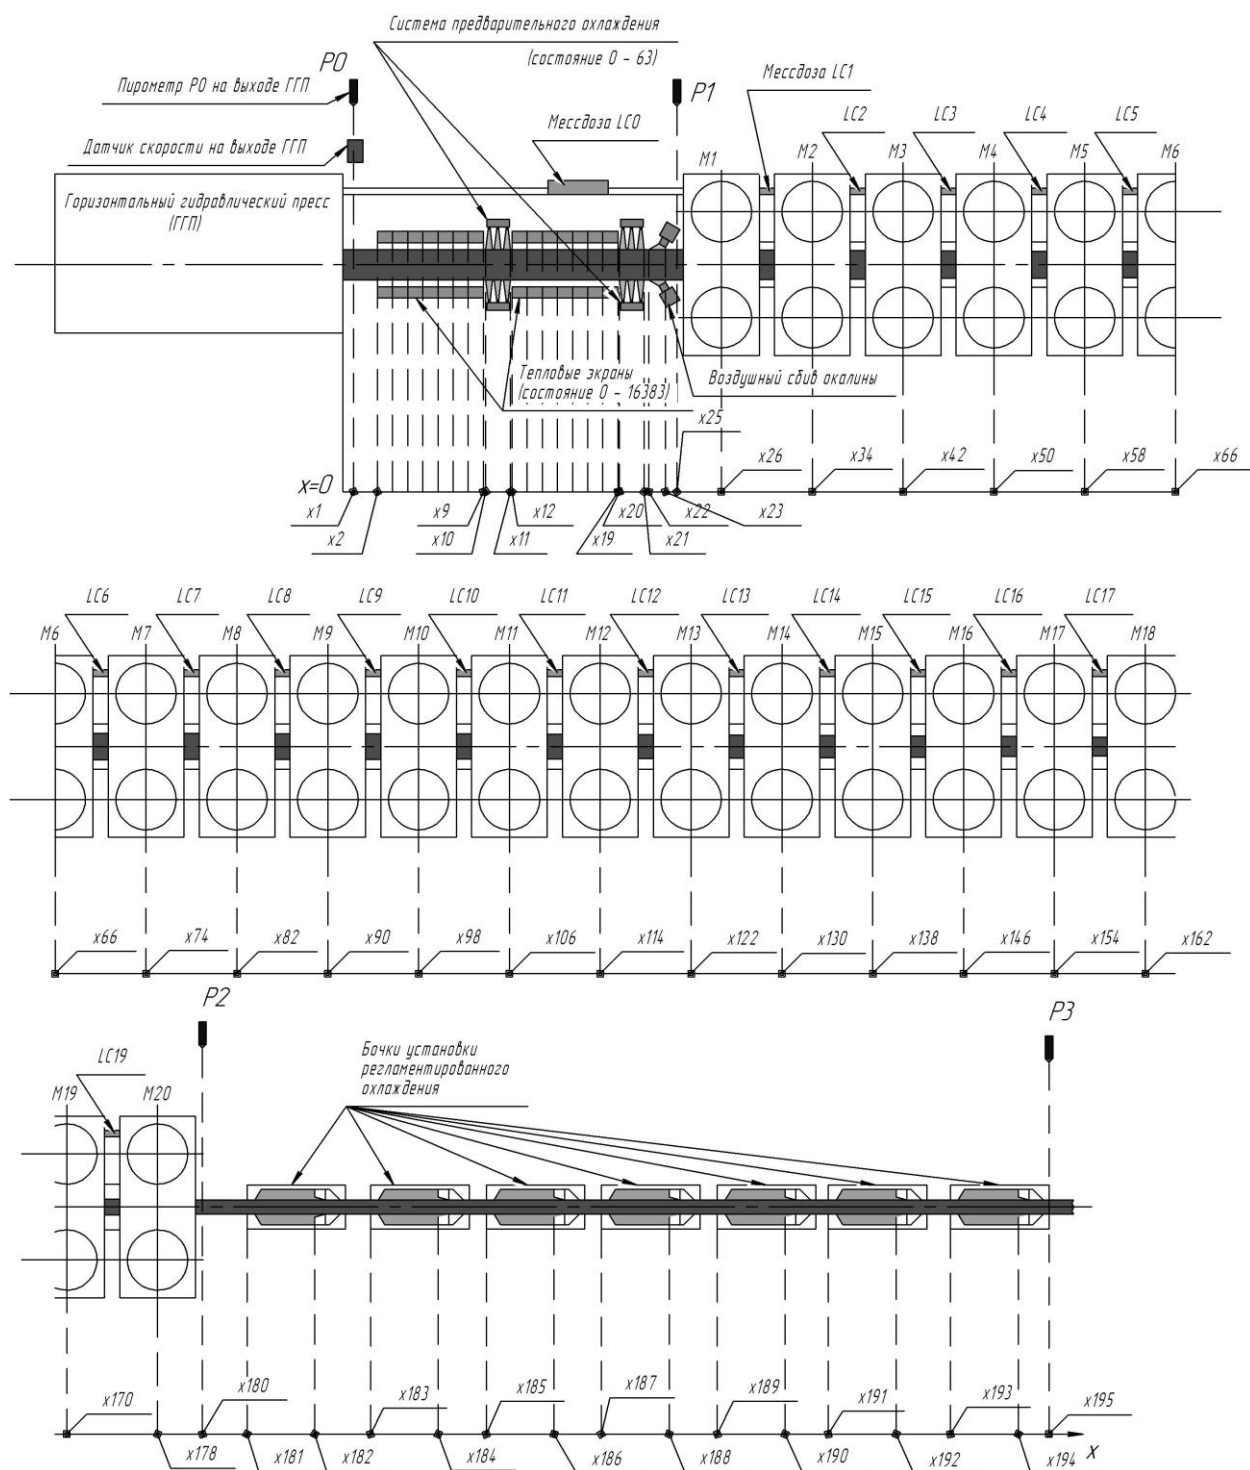 Система предварительного охлаждения
(состояние 0 - 63)
P0
Пирометр P0 на выходе ГГП
P1
Мессдоза LC1
Мессдоза LC0
LC2
LC3
LC4
LC5
Датчик скорости на выходе ГГП
M1
M2
M3
M4
M5
M6
Горизонтальный гидравлический пресс
(ГГП)
Тепловые экраны
(состояние 0 - 16383)
Воздушный сбив окалины
x25
x26
x34
x42
x50
x58
x66
x=0
x1
x9
x12
x20
x22
x23
x2
x10
x11
x19
x21
LC6
LC7
LC8
LC9
LC10
LC11
LC12
LC13
LC14
LC15
LC16
LC17
M6
M7
M8
M9
M10
M11
M12
M13
M14
M15
M16
M17
M18
x66
x74
x82
x90
x98
x106
x114
x122
x130
x138
x146
x154
x162
P2
P3
LC19
Бочки установки
регламентированного
охлаждения
M19
M20
x170
x180
x183
x185
x187
x189
x191
x193
x195
x178
x181
x182
x184
x186
x188
x190
x192
x194
x